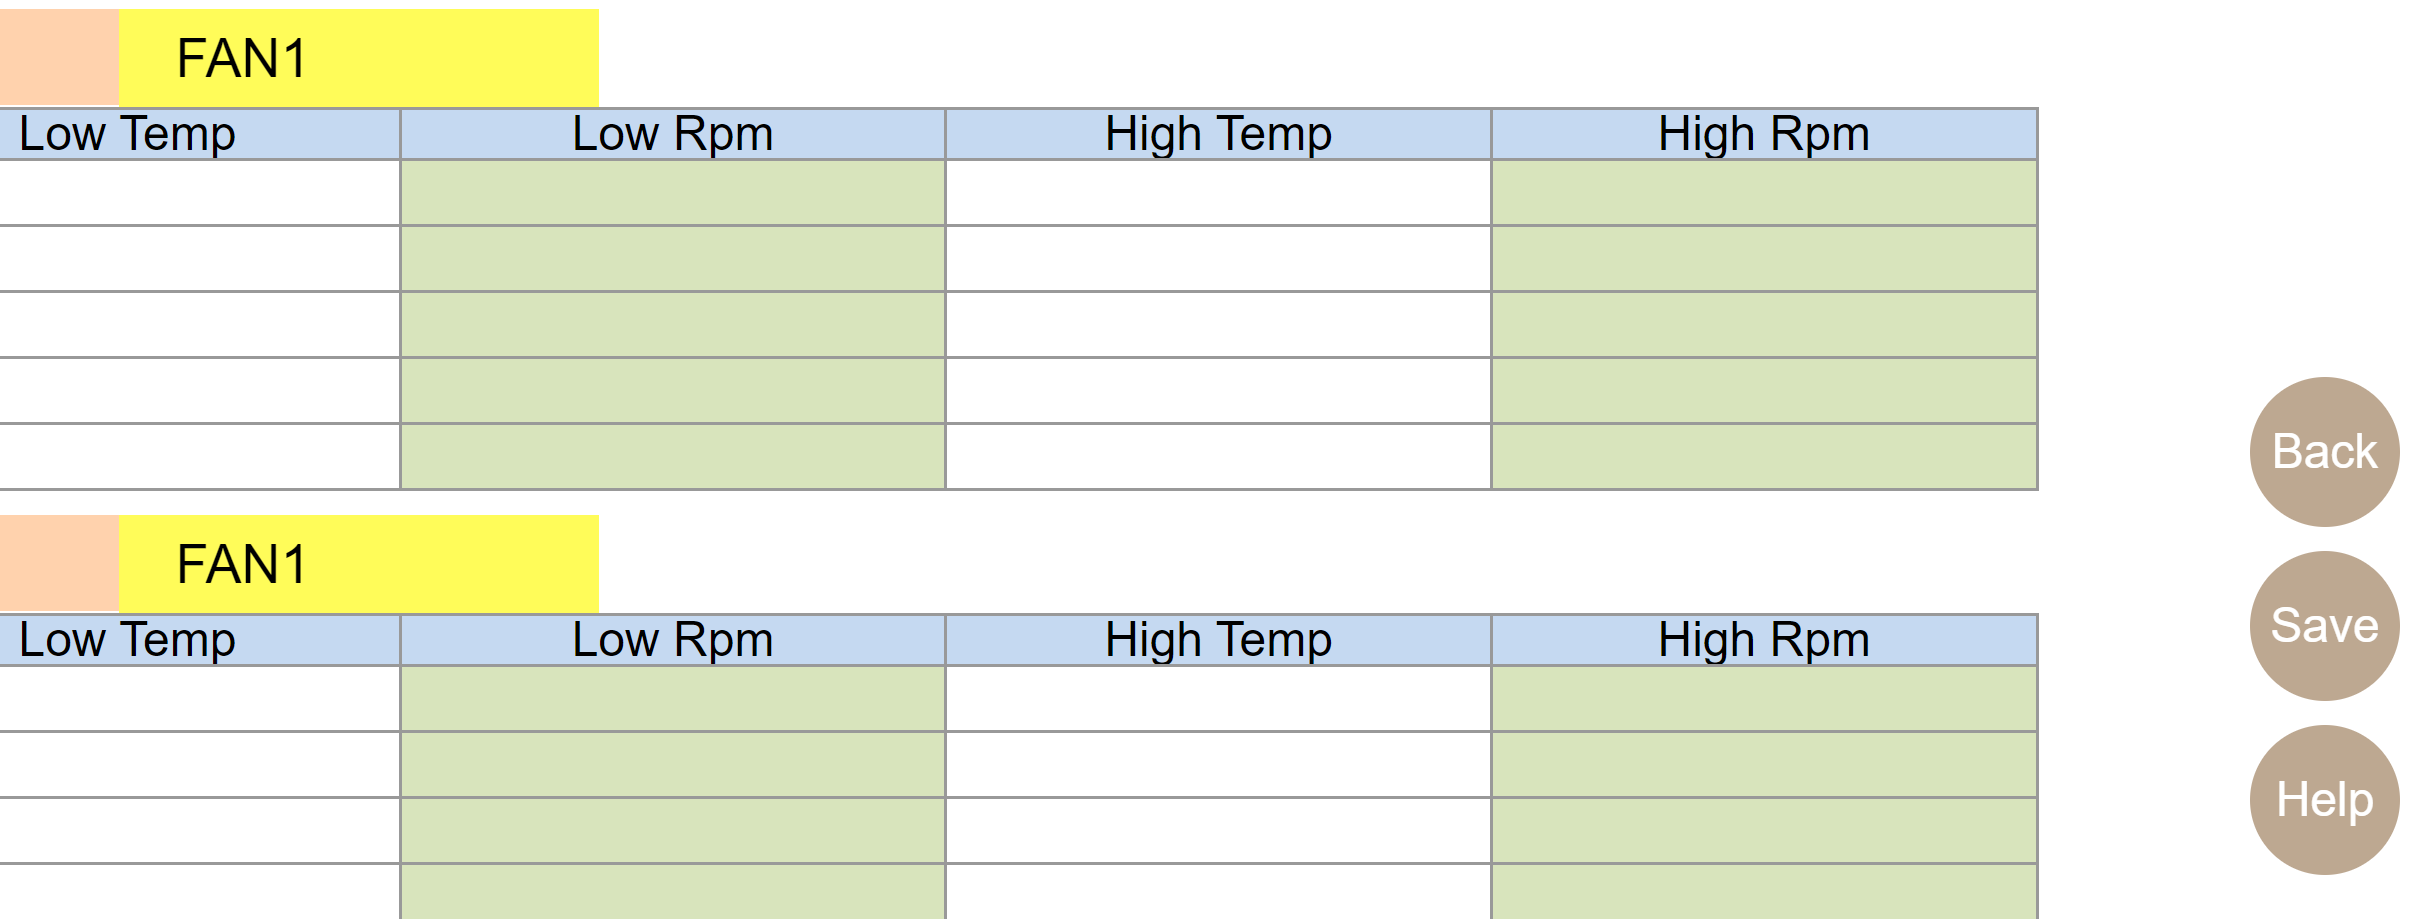 FAN1
Low Temp Low Rpm High Temp High Rpm
Back
FAN1
Save
Low Temp Low Rpm High Temp High Rpm
Help